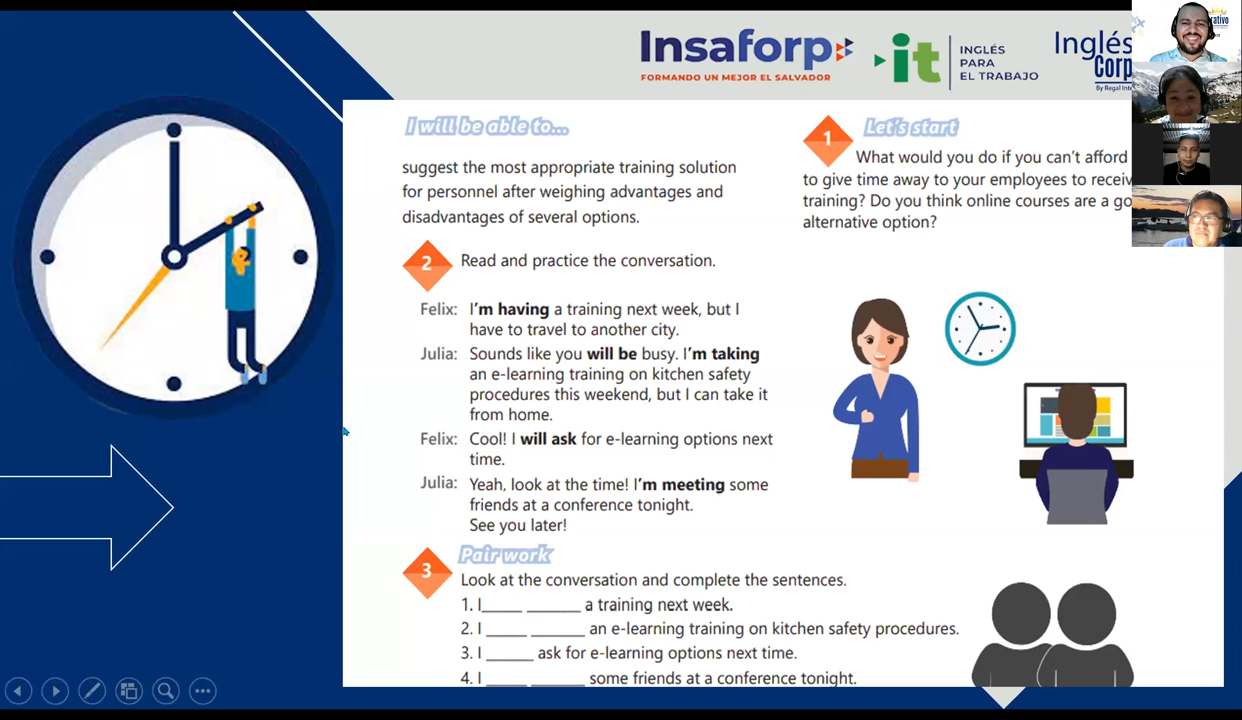 Insaforp
FORMANDO UN MEJOR EL SALVADOR
it
INGLÉS
PARA
EL TRABAJO
Inglés
Corp
By Regal
I will be able to...
suggest the most appropriate training solution
for personnel after weighing advantages and
disadvantages of several options.
1
Let's start
What would you do if you can't afford
to give time away to your employees to
training? Do you think online courses are a
alternative option?
2
Read and practice the conversation.
Felix: I'm having a training next week, but I
have to travel to another city.
Julia: Sounds like you will be busy. I'm taking
an e-learning training on kitchen safety
procedures this weekend, but I can take it
from home.
Felix: Cool! I will ask for e-learning options next
time.
Julia: Yeah, look at the time! I'm meeting some
friends at a conference tonight.
See you later!
3
Pair work
Look at the conversation and complete the sentences.
1. I_____ _______ a training next week.
2. I _____ _______ an e-learning training on kitchen safety procedures.
3. I ______ ask for e-learning options next time.
4. I _____ _______ some friends at a conference tonight.